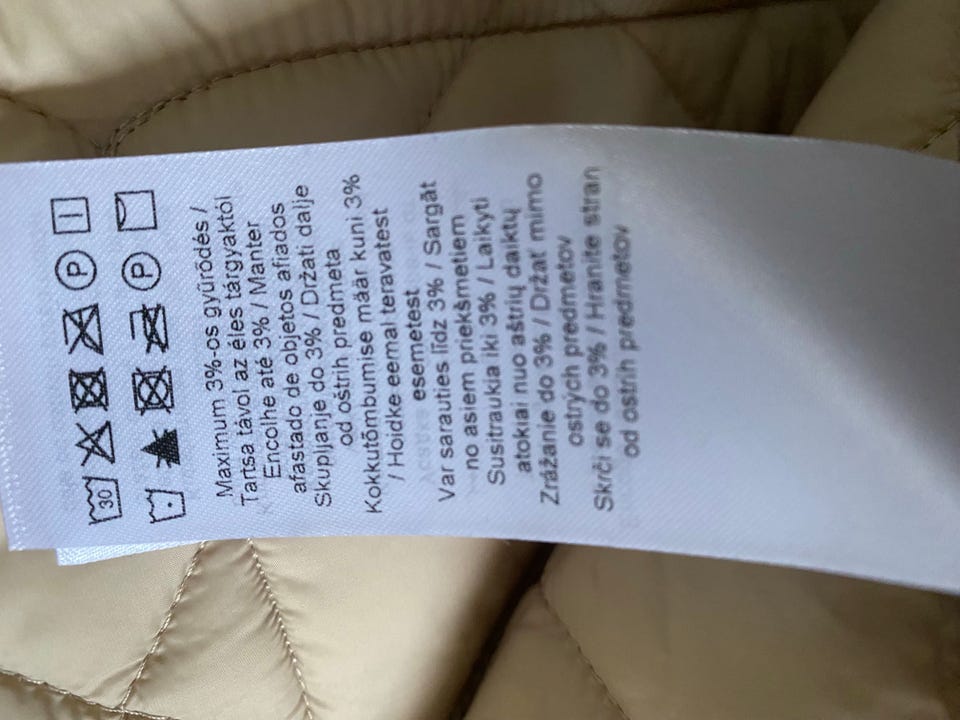 30 P
P
Maximum 3%-os gyűrődés /
Tartsa távol az éles tárgyaktól
Encolhe até 3% / Manter
afastado de objetos afiados
Skupljanje do 3% / Držati dalje
od oštrih predmeta
Kokkutõmbumise määr kuni 3%
/ Hoidke eemal teravatest
esemetest
Var sarauties līdz 3% / Sargāt
no asiem priekšmetiem
Susitraukia iki 3% / Laikyti
atokiai nuo aštrių daiktų
Zrážanie do 3% / Držať mimo
ostrých predmetov
Skrči se do 3% / Hranite stran
od ostrih predmetov